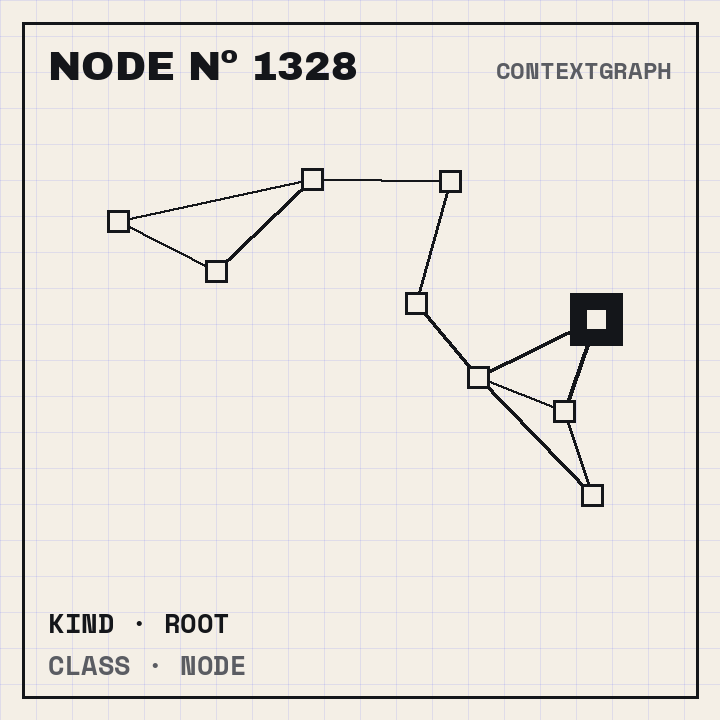 NODE Nº 1328
CONTEXTGRAPH
KIND · ROOT
CLASS · NODE